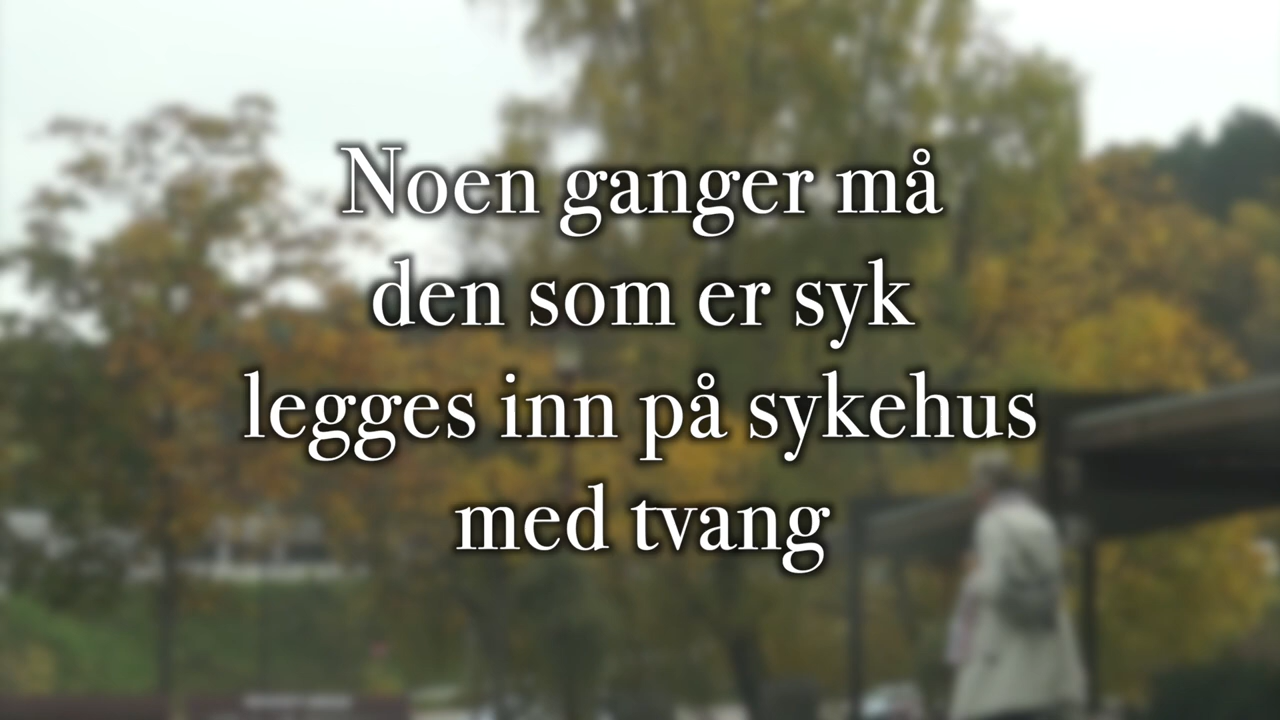 Noen ganger må
den som er syk
legges inn på sykehus
med tvang